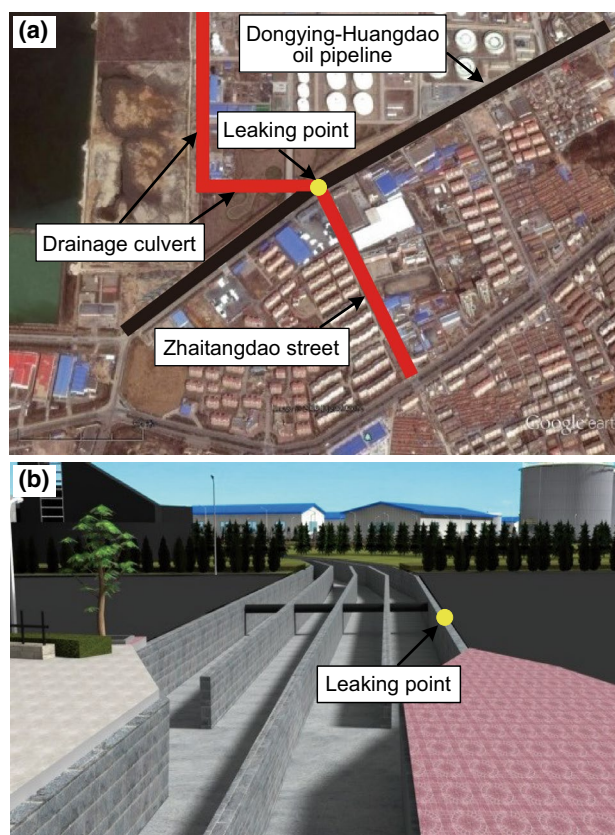 (a)
Dongying-Huangdao
oil pipeline
Leaking point
Drainage culvert
Zhaitangdao street
Google earth
(b)
Leaking point